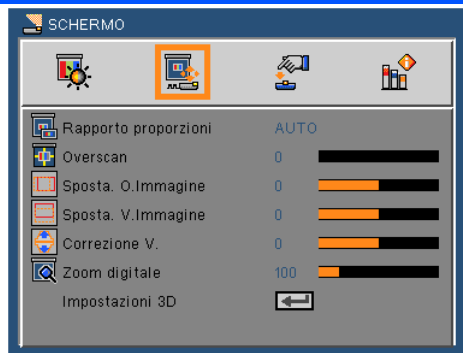 SCHERMO
Rapporto proporzioni AUTO
Overscan 0
Sposta. O.Immagine 0
Sposta. V.Immagine 0
Correzione V. 0
Zoom digitale 100
Impostazioni 3D